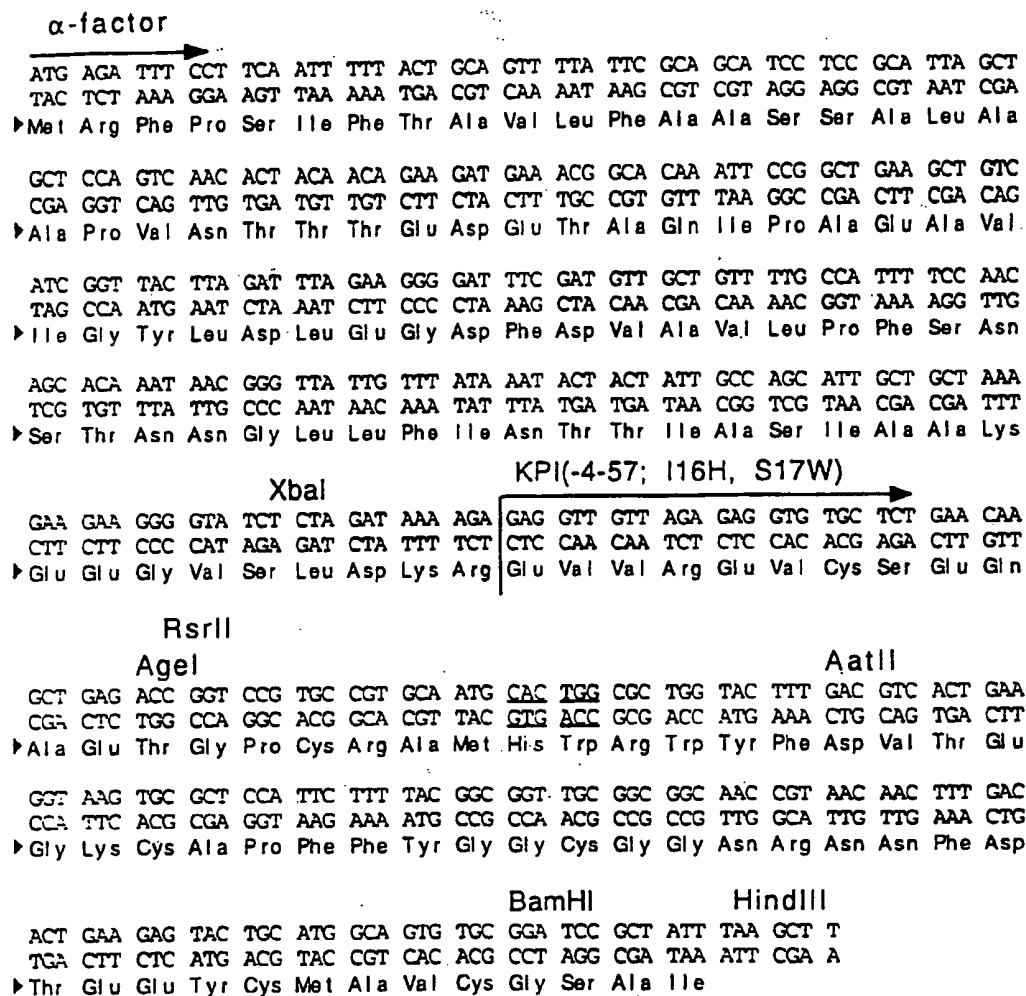 α-factor
ATG AGA TTT CCT TCA ATT TTT ACT GCA GTT TTA TTC GCA GCA TCC TCC GCA TTA GCT
TAC TCT AAA GGA AGT TAA AAA TGA CGT CAA AAT AAG CGT CGT AGG AGG CGT AAT CGA
▶Met Arg Phe Pro Ser Ile Phe Thr Ala Val Leu Phe Ala Ala Ser Ser Ala Leu Ala
GCT CCA GTC AAC ACT ACA ACA GAA GAT GAA ACG GCA CAA ATT CCG GCT GAA GCT GTC
CGA GGT CAG TTG TGA TGT TGT CTT CTA CTT TGC CGT GTT TAA GGC CGA CTT CGA CAG
▶Ala Pro Val Asn Thr Thr Thr Glu Asp Glu Thr Ala Gln Ile Pro Ala Glu Ala Val
ATC GGT TAC TTA GAT TTA GAA GGG GAT TTC GAT GTT GCT GTT TTG CCA TTT TCC AAC
TAG CCA ATG AAT CTA AAT CTT CCC CTA AAG CTA CAA CGA CAA AAC GGT AAA AGG TTG
▶Ile Gly Tyr Leu Asp Leu Glu Gly Asp Phe Asp Val Ala Val Leu Pro Phe Ser Asn
AGC ACA AAT AAC GGG TTA TTG TTT ATA AAT ACT ACT ATT GCC AGC ATT GCT GCT AAA
TCG TGT TTA TTG CCC AAT AAC AAA TAT TTA TGA TGA TAA CGG TCG TAA CGA CGA TTT
▶Ser Thr Asn Asn Gly Leu Leu Phe Ile Asn Thr Thr Ile Ala Ser Ile Ala Ala Lys
XbaI KPI(-4-57; I16H, S17W)
GAA GAA GGG GTA TCT CTA GAT AAA AGA GAG GTT GTT AGA GAG GTG TGC TCT GAA CAA
CTT CTT CCC CAT AGA GAT CTA TTT TCT CTC CAA CAA TCT CTC CAC ACG AGA CTT GTT
▶Glu Glu Gly Val Ser Leu Asp Lys Arg Glu Val Val Arg Glu Val Cys Ser Glu Gln
RsrII
AgeI AatII
GCT GAG ACC GGT CCG TGC CGT GCA ATG CAC TGG CGC TGG TAC TTT GAC GTC ACT GAA
CGA CTC TGG CCA GGC ACG GCA CGT TAC GTG ACC GCG ACC ATG AAA CTG CAG TGA CTT
▶Ala Glu Thr Gly Pro Cys Arg Ala Met His Trp Arg Trp Tyr Phe Asp Val Thr Glu
GGT AAG TGC GCT CCA TTC TTT TAC GGC GGT TGC GGC GGC AAC CGT AAC AAC TTT GAC
CCA TTC ACG CGA GGT AAG AAA ATG CCG CCA ACG CCG CCG TTG GCA TTG TTG AAA CTG
▶Gly Lys Cys Ala Pro Phe Phe Tyr Gly Gly Cys Gly Gly Asn Arg Asn Asn Phe Asp
BamHI HindIII
ACT GAA GAG TAC TGC ATG GCA GTG TGC GGA TCC GCT ATT TAA GCT T
TGA CTT CTC ATG ACG TAC CGT CAC ACG CCT AGG CGA TAA ATT CGA A
▶Thr Glu Glu Tyr Cys Met Ala Val Cys Gly Ser Ala Ile